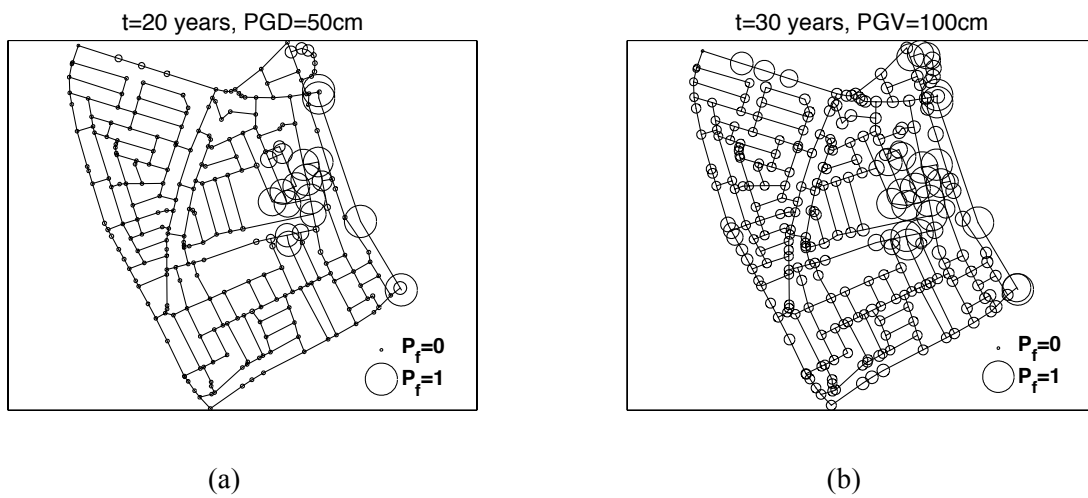 t=20 years, PGD=50cm
P_f=0
P_f=1
(a)
t=30 years, PGV=100cm
P_f=0
P_f=1
(b)